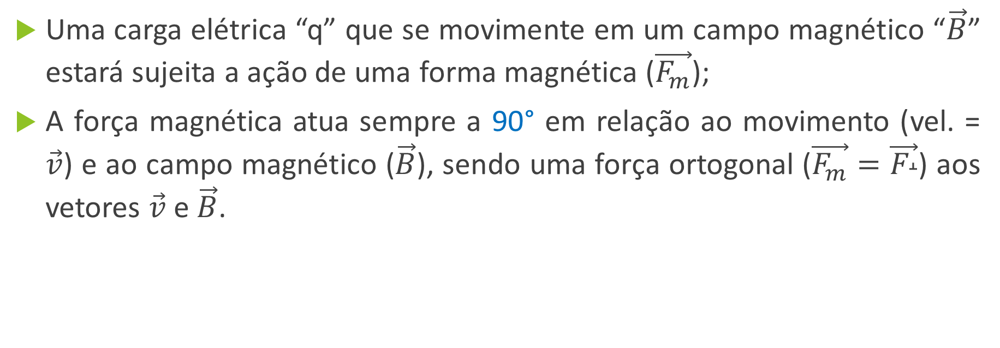 Uma carga elétrica “q” que se movimente em um campo magnético “$\vec{B}$”
estará sujeita a ação de uma forma magnética ($\overrightarrow{F_m}$);
A força magnética atua sempre a 90° em relação ao movimento (vel. =
$\vec{v}$) e ao campo magnético ($\vec{B}$), sendo uma força ortogonal ($\overrightarrow{F_m} = \overrightarrow{F_\perp}$) aos
vetores $\vec{v}$ e $\vec{B}$.